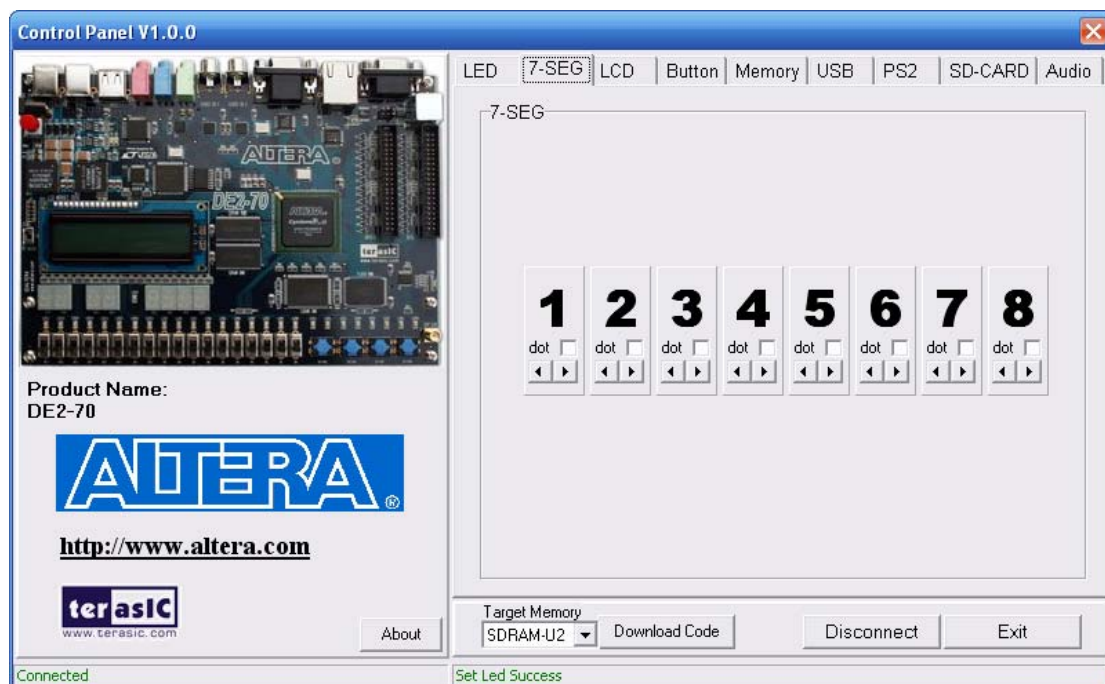 Control Panel V1.0.0
LED 7-SEG LCD Button Memory USB PS2 SD-CARD Audio
7-SEG
ALTERA
DE2-70
ALTERA
terasIC
1 2 3 4 5 6 7 8
dot dot dot dot dot dot dot dot
Product Name:
DE2-70
ALTERA®
http://www.altera.com
terasIC
www.terasic.com
About
Target Memory
SDRAM-U2 Download Code Disconnect Exit
Connected Set Led Success